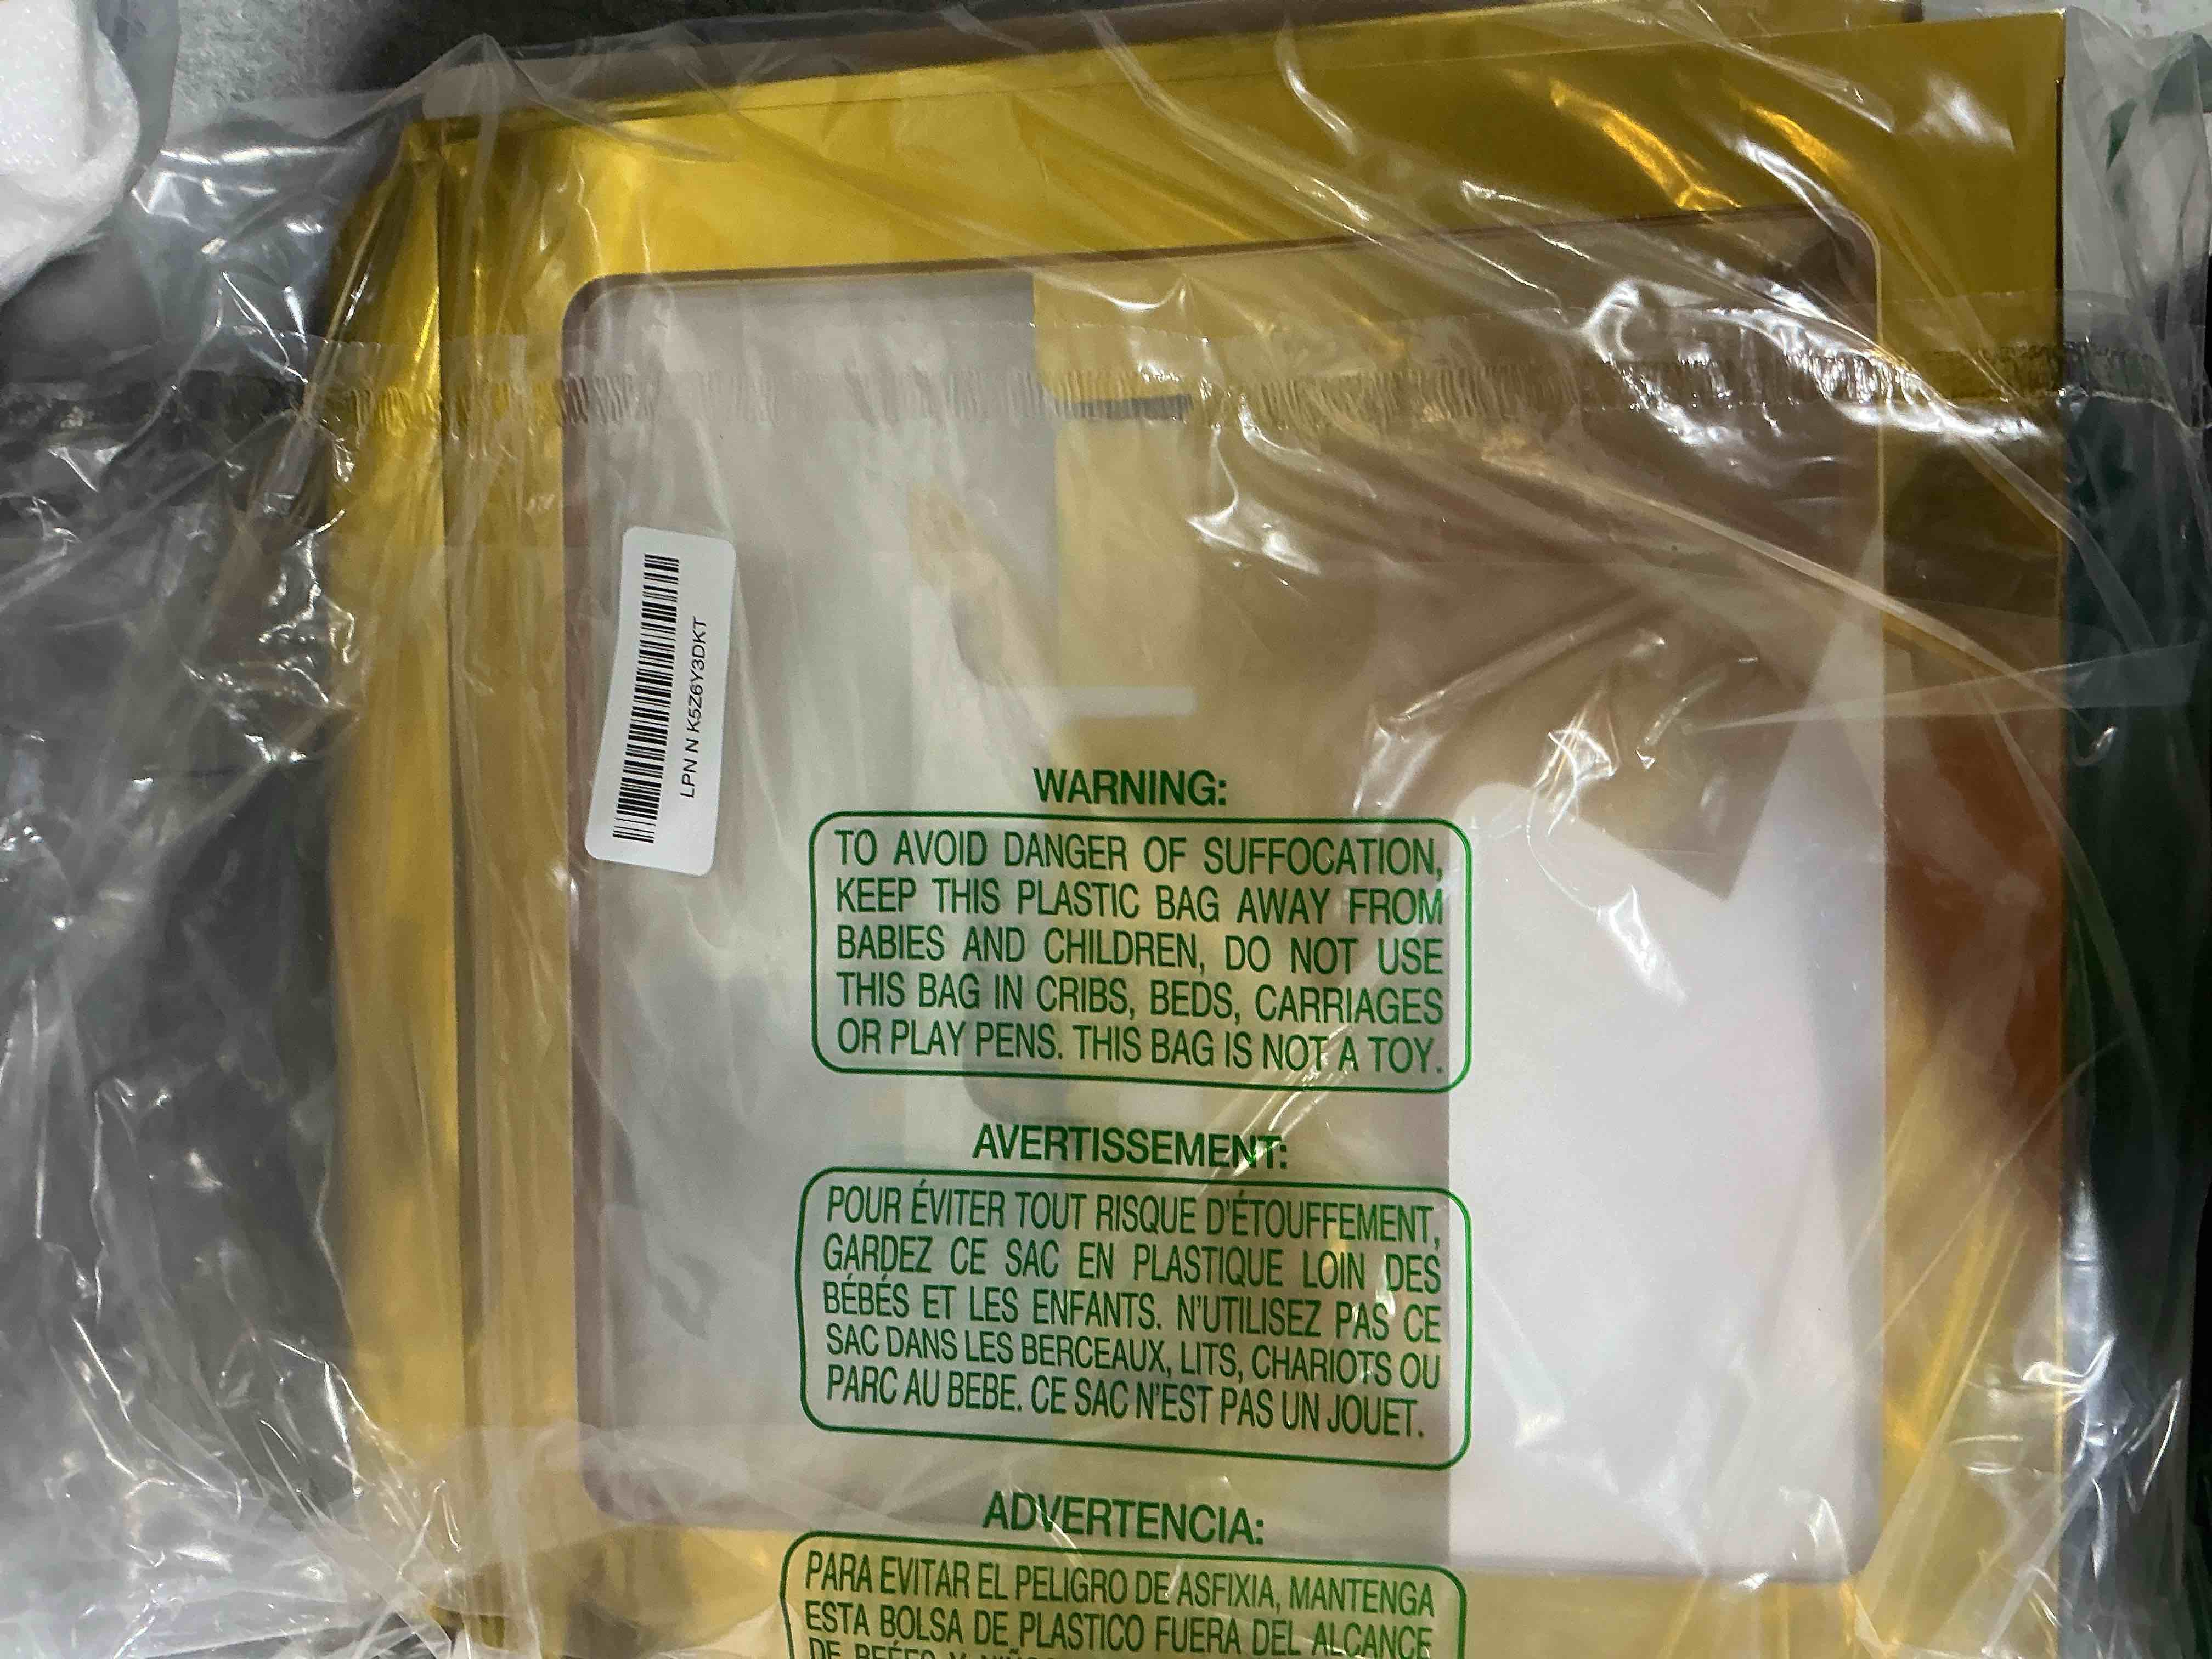 LPN N K5Z6Y3DKT
WARNING:
TO AVOID DANGER OF SUFFOCATION,
KEEP THIS PLASTIC BAG AWAY FROM
BABIES AND CHILDREN, DO NOT USE
THIS BAG IN CRIBS, BEDS, CARRIAGES
OR PLAY PENS. THIS BAG IS NOT A TOY.
AVERTISSEMENT:
POUR ÉVITER TOUT RISQUE D'ÉTOUFFEMENT,
GARDEZ CE SAC EN PLASTIQUE LOIN DES
BÉBÉS ET LES ENFANTS. N'UTILISEZ PAS CE
SAC DANS LES BERCEAUX, LITS, CHARIOTS OU
PARC AU BEBE. CE SAC N'EST PAS UN JOUET.
ADVERTENCIA:
PARA EVITAR EL PELIGRO DE ASFIXIA, MANTENGA
ESTA BOLSA DE PLASTICO FUERA DEL ALCANCE
DE